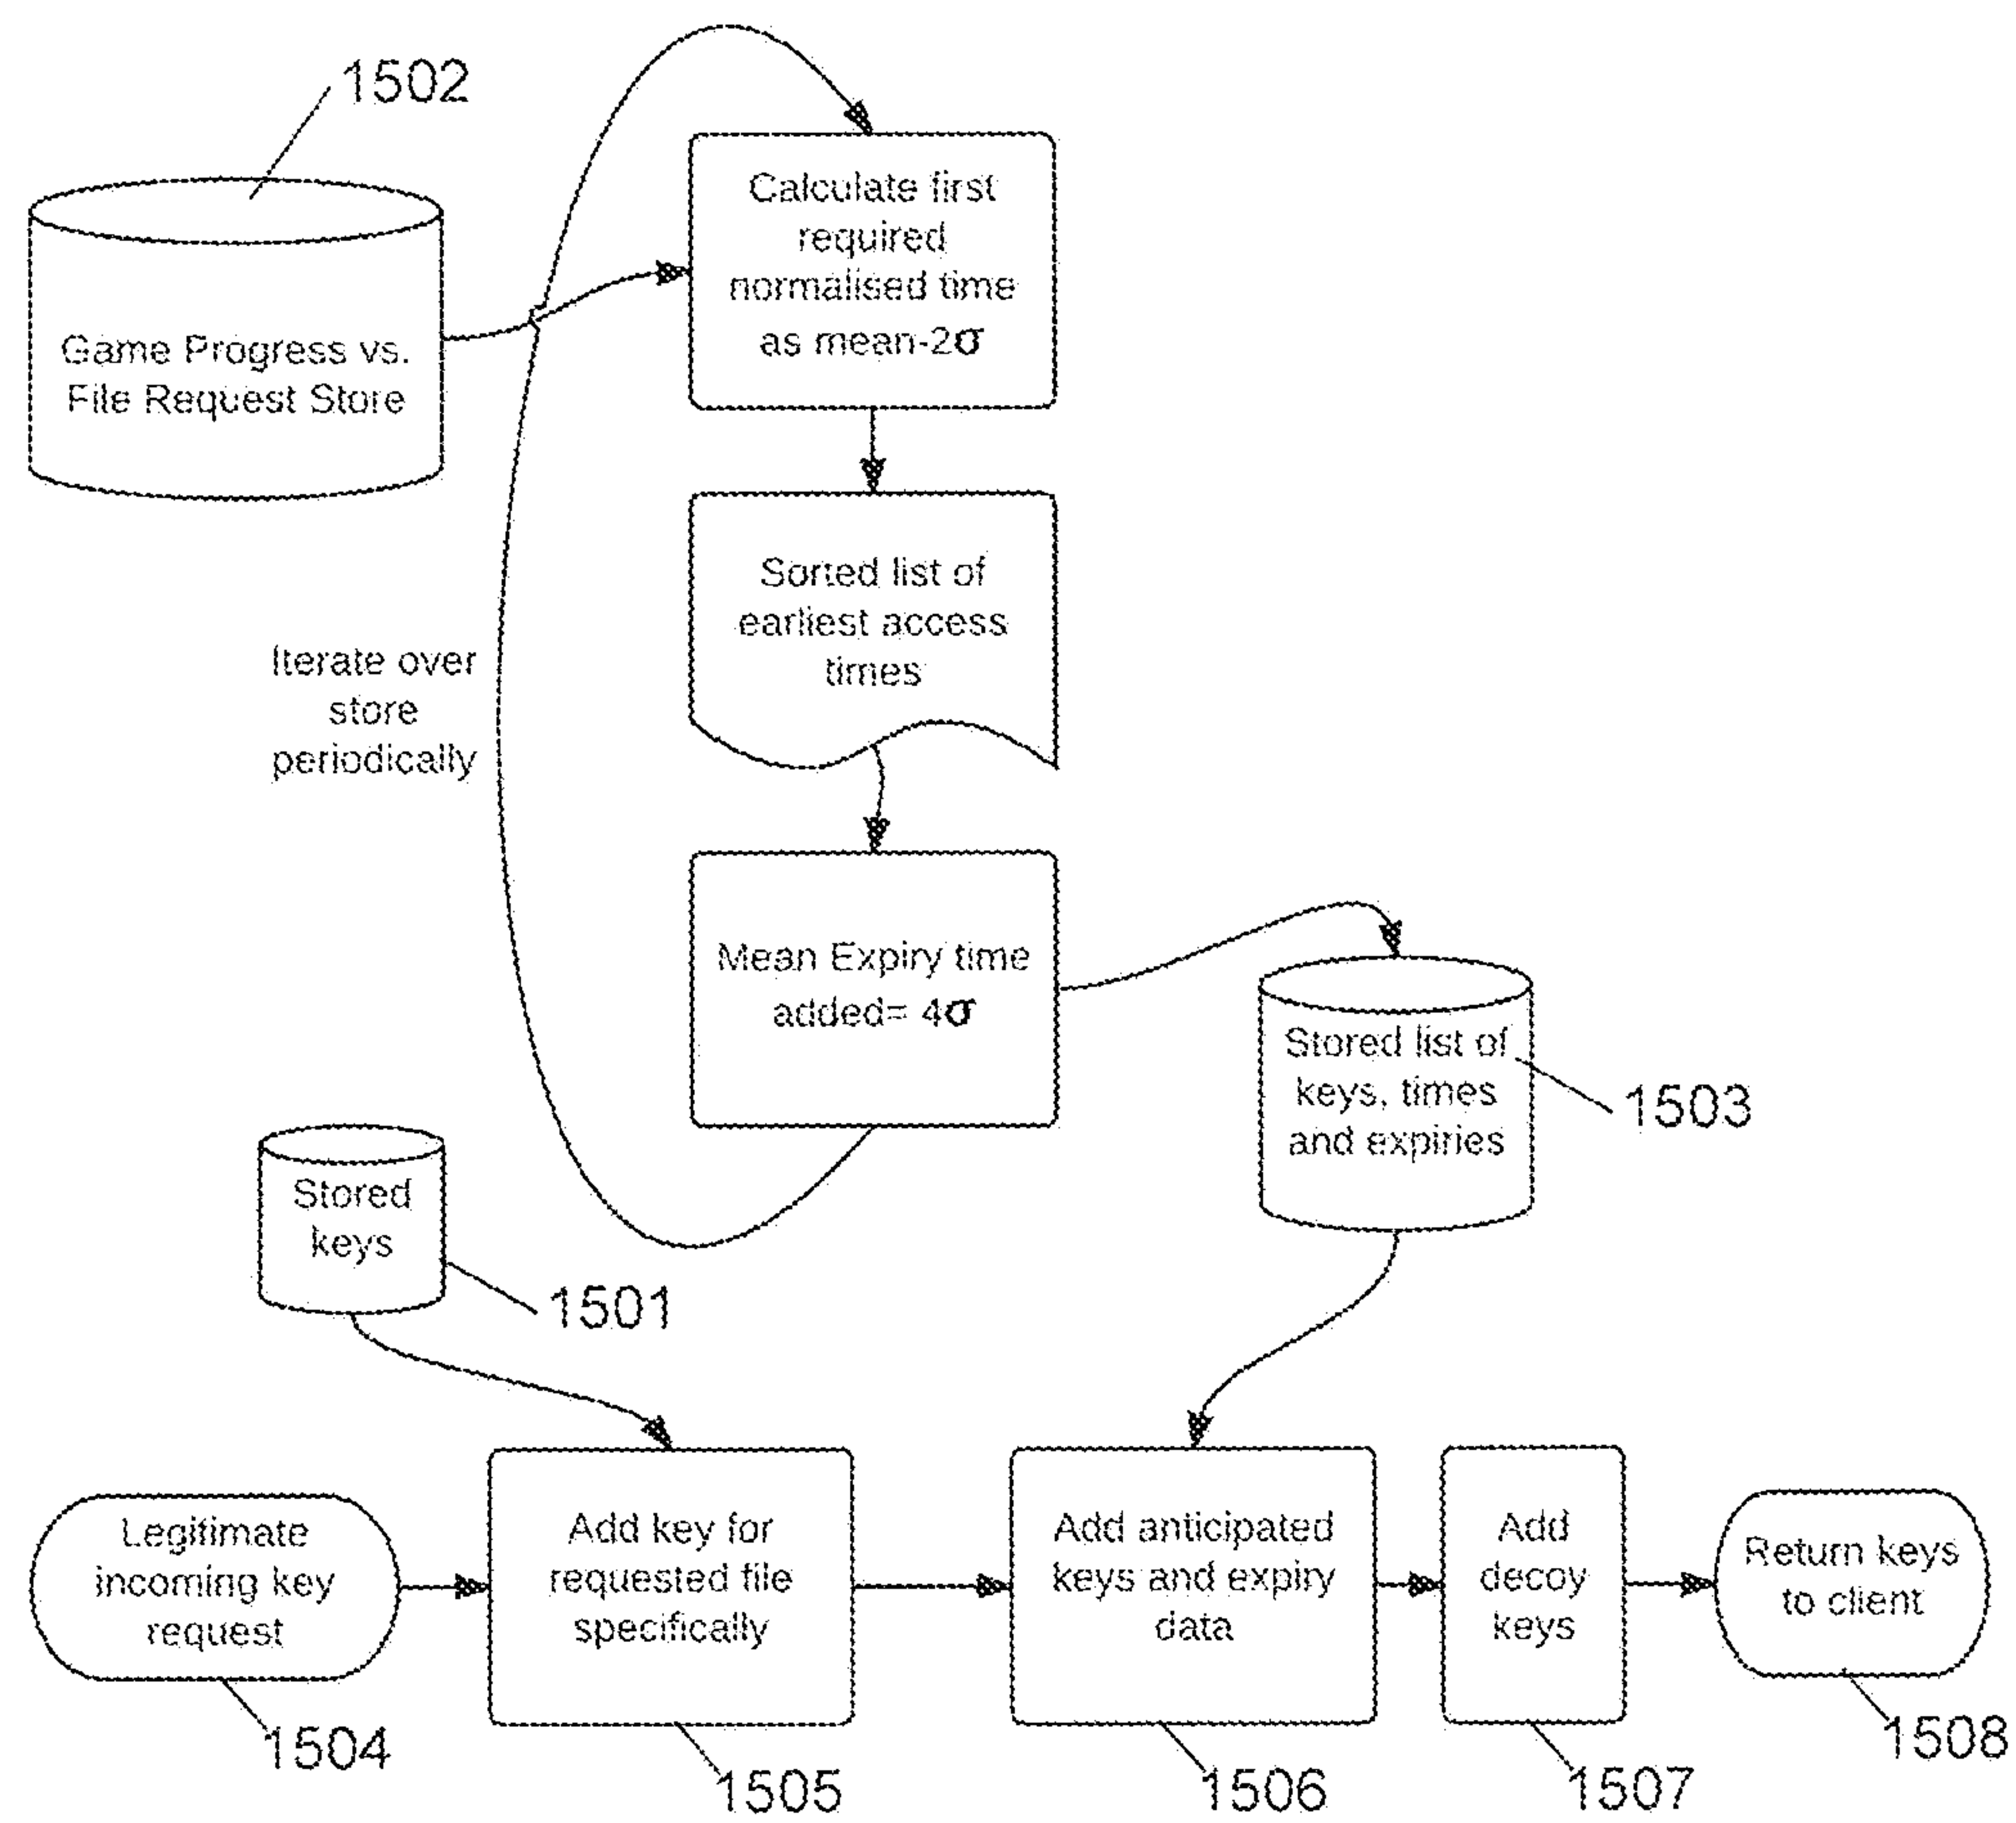 1502
Game Progress vs.
File Request Store
Calculate first
required
normalised time
as mean-2σ
Sorted list of
earliest access
times
Iterate over
store
periodically
Mean Expiry time
added= 4σ
Stored list of
keys, times
and expiries
1503
Stored
keys
1501
Legitimate
incoming key
request
1504
Add key for
requested file
specifically
1505
Add anticipated
keys and expiry
data
1506
Add
decoy
keys
1507
Return keys
to client
1508